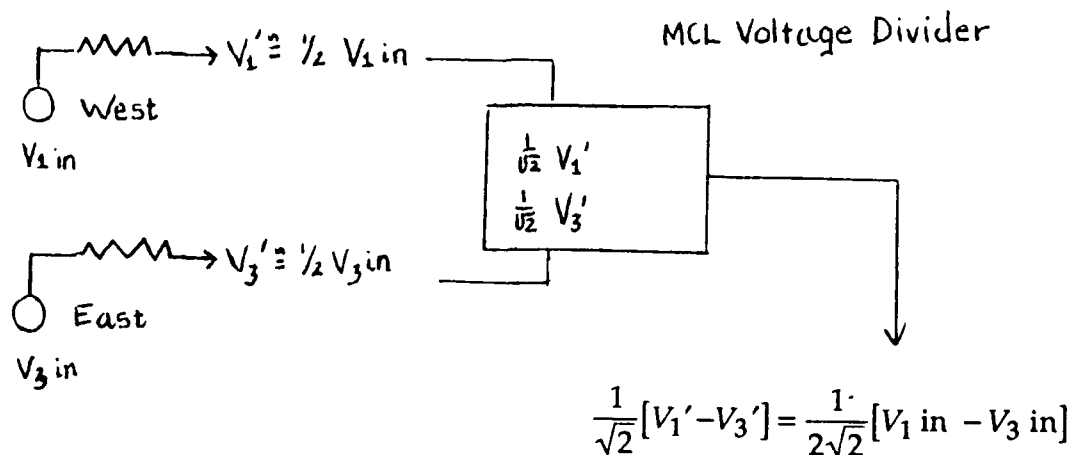 MCL Voltage Divider
V₁' ≅ 1/2 V₁ in
West
V₁ in
1/√2 V₁'
1/√2 V₃'
V₃' ≅ 1/2 V₃ in
East
V₃ in
1/√2 [V₁' − V₃'] = 1/2√2 [V₁ in − V₃ in]